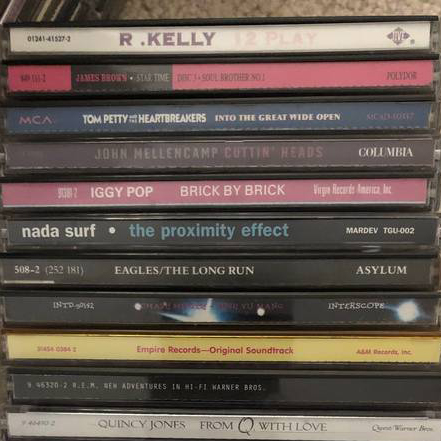 01241-41527-2 R.KELLY 12 PLAY JIVE
849 111-2 JAMES BROWN • STAR TIME DISC 3 • SOUL BROTHER NO. 1 POLYDOR
MCA TOM PETTY AND THE HEARTBREAKERS INTO THE GREAT WIDE OPEN MCAD-10317
JOHN MELLENCAMP CUTTIN' HEADS COLUMBIA
IGGY POP BRICK BY BRICK Virgin Records America, Inc.
nada surf • the proximity effect MARDEV TGU-002
508-2 (252 181) EAGLES/THE LONG RUN ASYLUM
INTD-90152 INTERSCOPE
31454 0384 2 Empire Records—Original Soundtrack A&M Records, Inc.
9 46320-2 R.E.M. NEW ADVENTURES IN HI-FI WARNER BROS.
9 46490-2 QUINCY JONES FROM Q WITH LOVE Qwest/Warner Bros.